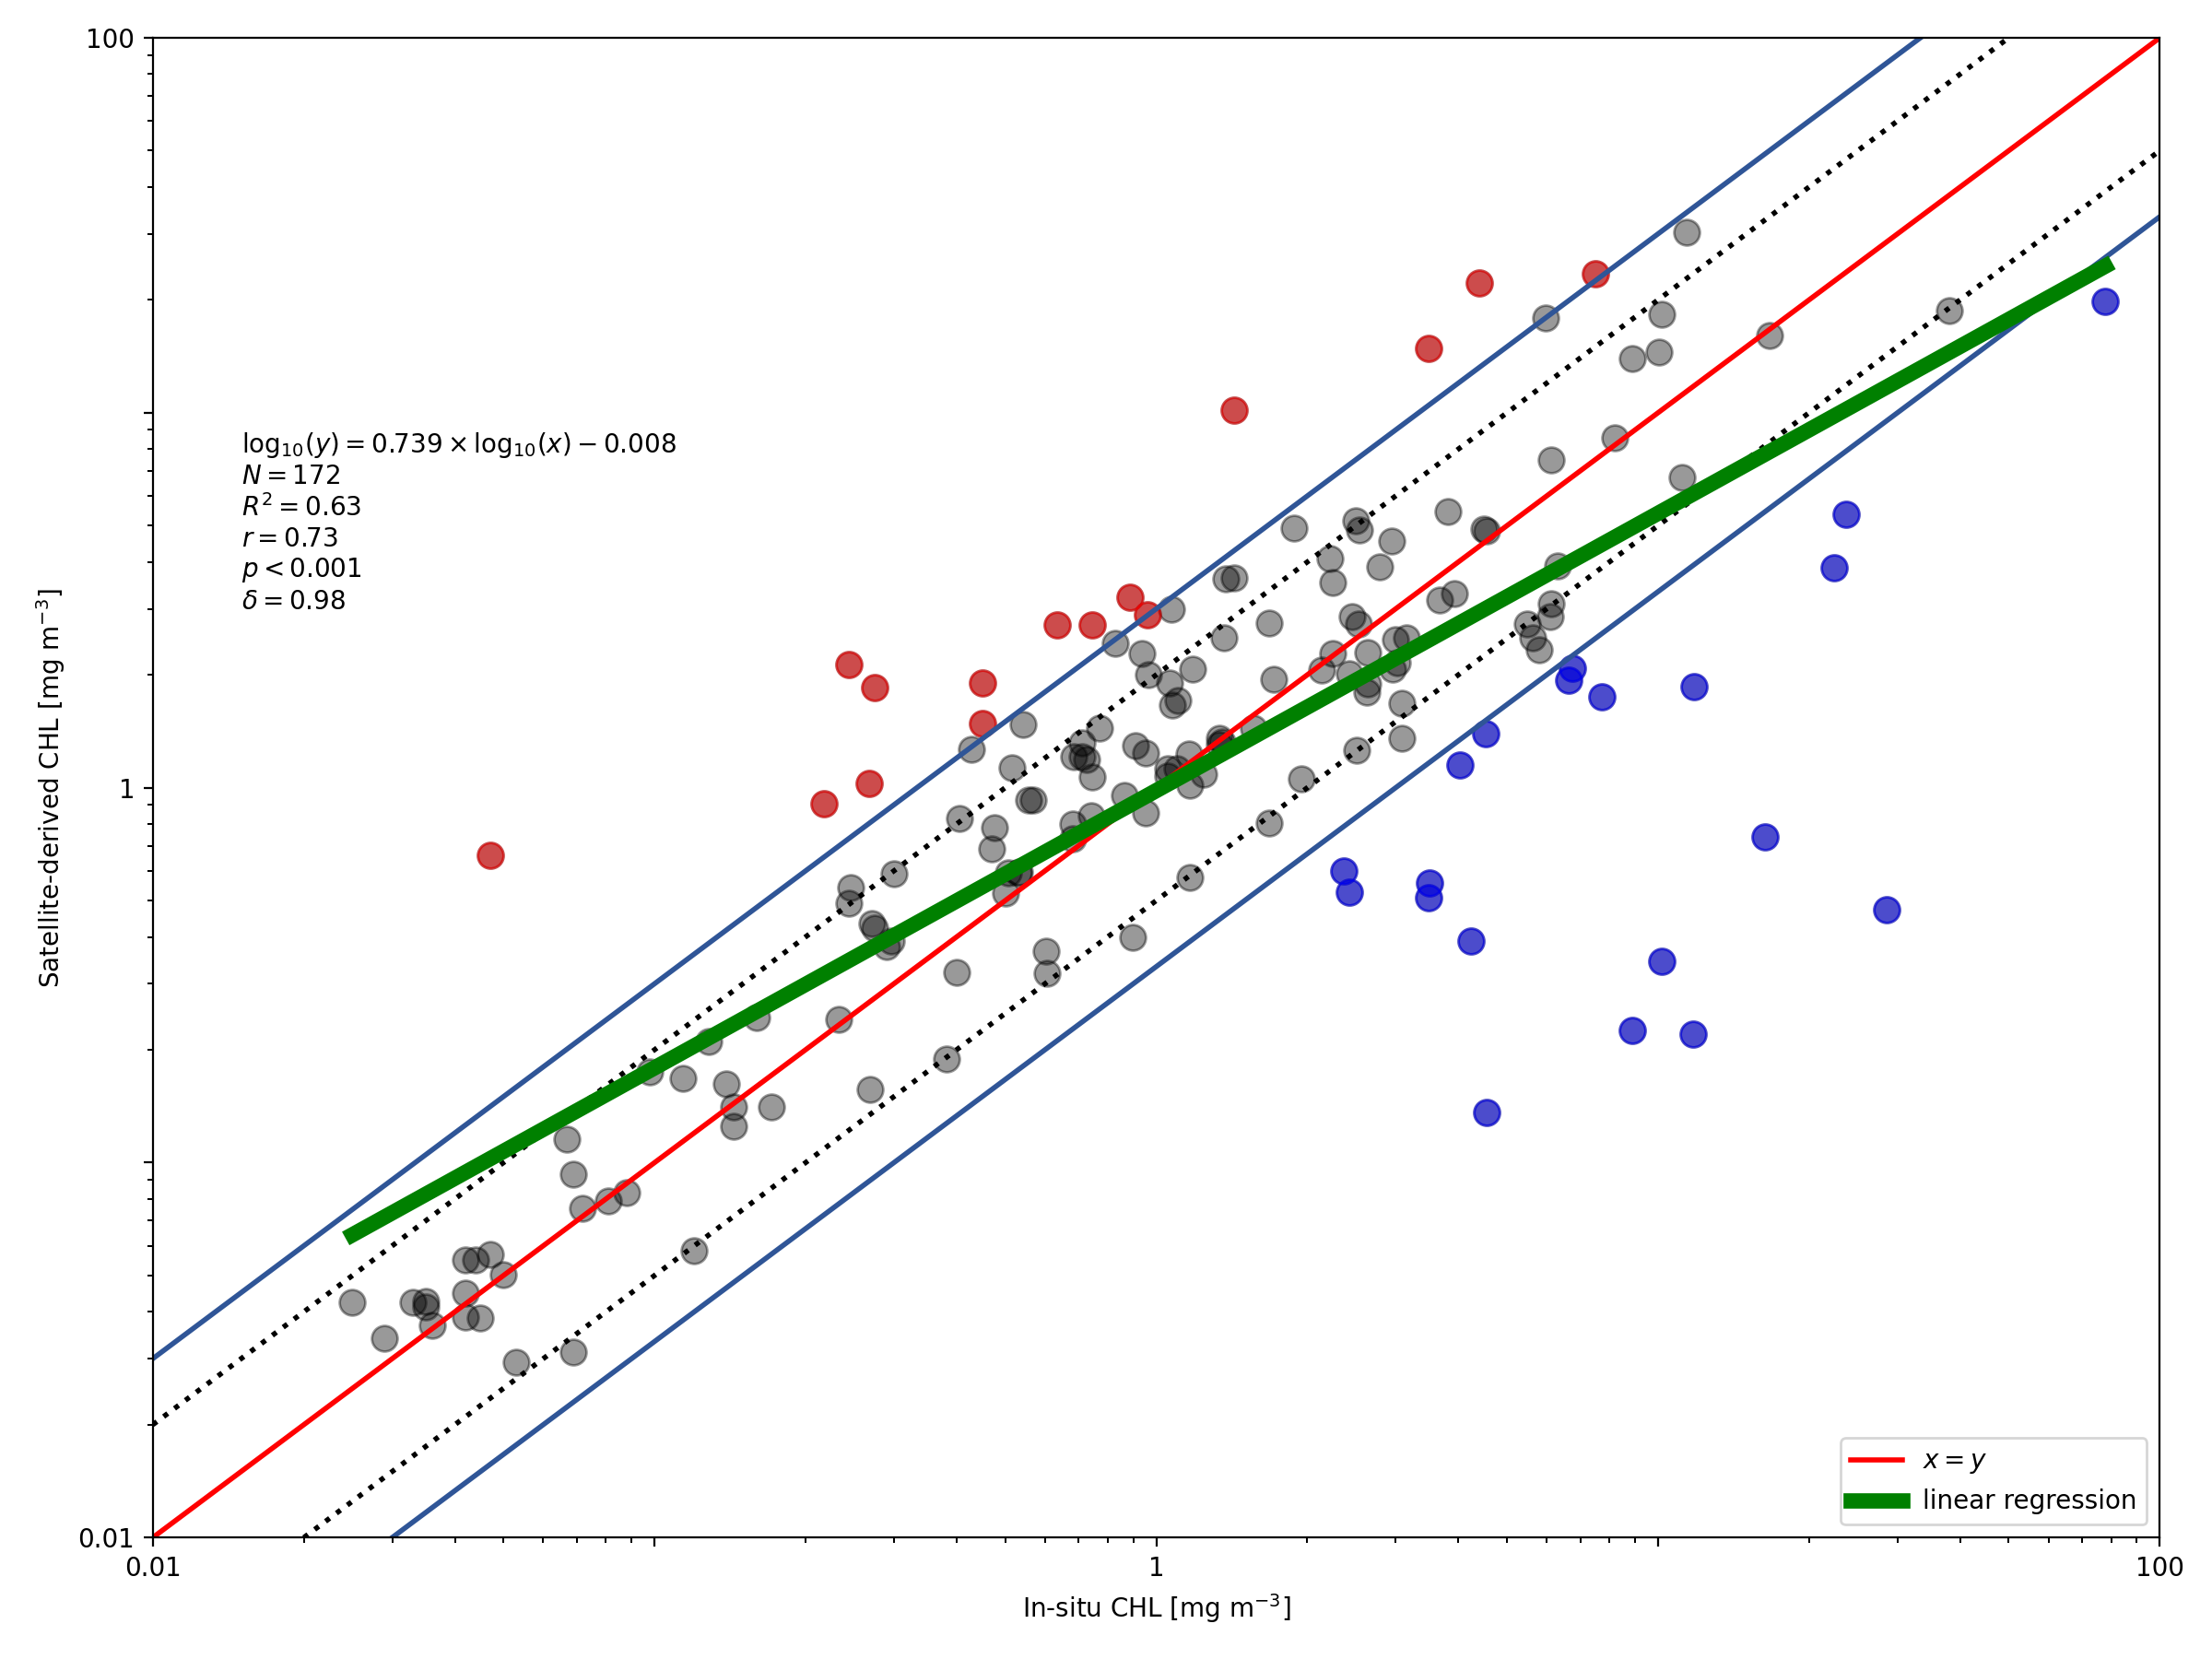 100
log₁₀(y) = 0.739 × log₁₀(x) − 0.008
N = 172
R² = 0.63
r = 0.73
p < 0.001
δ = 0.98
Satellite-derived CHL [mg m⁻³]
1
0.01
x = y
linear regression
0.01 1 100
In-situ CHL [mg m⁻³]